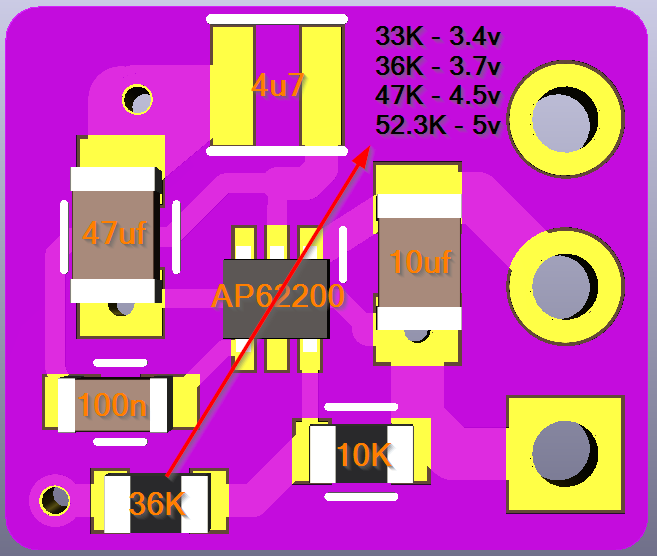 4u7
33K - 3.4v
36K - 3.7v
47K - 4.5v
52.3K - 5v
47uf
10uf
AP62200
100n
10K
36K